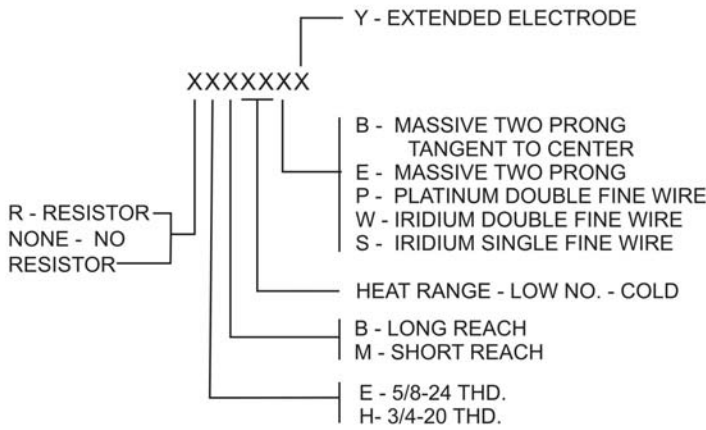 Y - EXTENDED ELECTRODE
XXXXXXX
B - MASSIVE TWO PRONG
TANGENT TO CENTER
E - MASSIVE TWO PRONG
P - PLATINUM DOUBLE FINE WIRE
W - IRIDIUM DOUBLE FINE WIRE
S - IRIDIUM SINGLE FINE WIRE
R - RESISTOR
NONE - NO
RESISTOR
HEAT RANGE - LOW NO. - COLD
B - LONG REACH
M - SHORT REACH
E - 5/8-24 THD.
H- 3/4-20 THD.